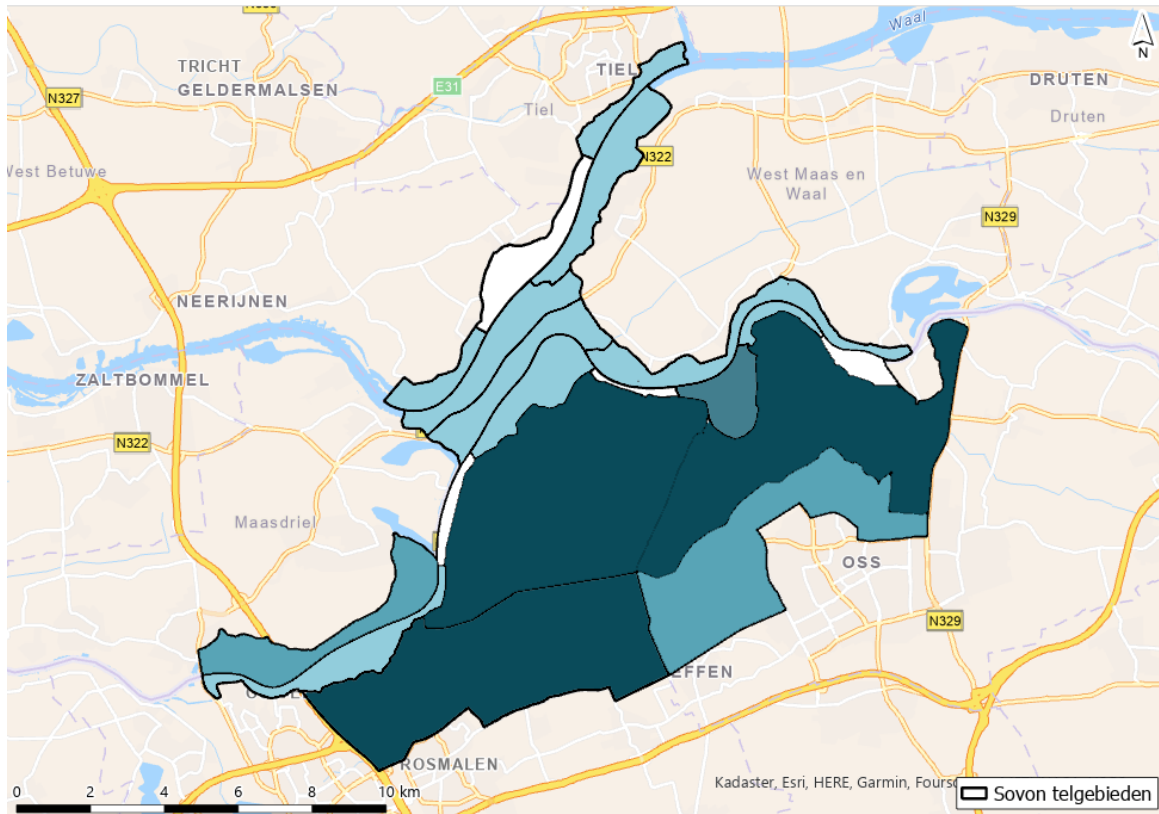 Waal
N
TRICHT
GELDERMALSEN
TIEL
DRUTEN
E31
N327
Tiel
Druten
West Betuwe
N322
West Maas en
Waal
N329
NEERIJNEN
ZALTBOMMEL
N322
Maasdriel
OSS
N329
EFFEN
ROSMALEN
Kadaster, Esri, HERE, Garmin, Foursq
Sovon telgebieden
0 2 4 6 8 10 km